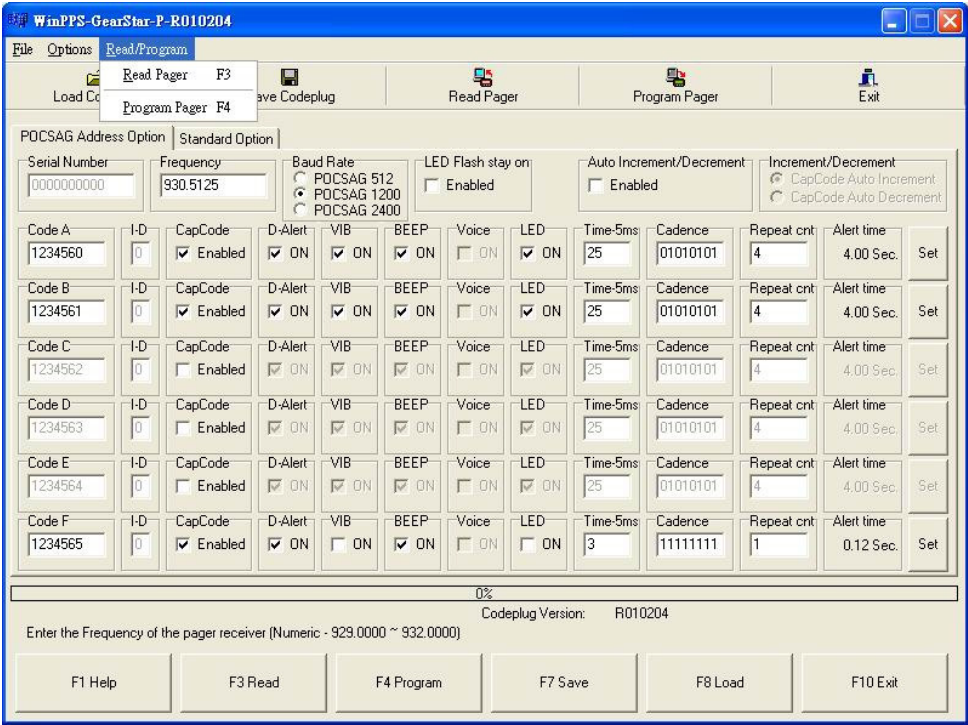 WinPPS-GearStar-P-R010204
File Options Read/Program
Read Pager F3
Program Pager F4
Load Co
ave Codeplug
Read Pager
Program Pager
Exit
POCSAG Address Option
Standard Option
Serial Number
0000000000
Frequency
930.5125
Baud Rate
POCSAG 512
POCSAG 1200
POCSAG 2400
LED Flash stay on
Enabled
Auto Increment/Decrement
Enabled
Increment/Decrement
CapCode Auto Increment
CapCode Auto Decrement
Code A I-D CapCode D-Alert VIB BEEP Voice LED Time-5ms Cadence Repeat cnt Alert time
1234560 0 Enabled ON ON ON ON ON 25 01010101 4 4.00 Sec. Set
Code B I-D CapCode D-Alert VIB BEEP Voice LED Time-5ms Cadence Repeat cnt Alert time
1234561 0 Enabled ON ON ON ON ON 25 01010101 4 4.00 Sec. Set
Code C I-D CapCode D-Alert VIB BEEP Voice LED Time-5ms Cadence Repeat cnt Alert time
1234562 0 Enabled ON ON ON ON ON 25 01010101 4 4.00 Sec. Set
Code D I-D CapCode D-Alert VIB BEEP Voice LED Time-5ms Cadence Repeat cnt Alert time
1234563 0 Enabled ON ON ON ON ON 25 01010101 4 4.00 Sec. Set
Code E I-D CapCode D-Alert VIB BEEP Voice LED Time-5ms Cadence Repeat cnt Alert time
1234564 0 Enabled ON ON ON ON ON 25 01010101 4 4.00 Sec. Set
Code F I-D CapCode D-Alert VIB BEEP Voice LED Time-5ms Cadence Repeat cnt Alert time
1234565 0 Enabled ON ON ON ON ON 3 11111111 1 0.12 Sec. Set
0%
Codeplug Version: R010204
Enter the Frequency of the pager receiver (Numeric - 929.0000 ~ 932.0000)
F1 Help
F3 Read
F4 Program
F7 Save
F8 Load
F10 Exit